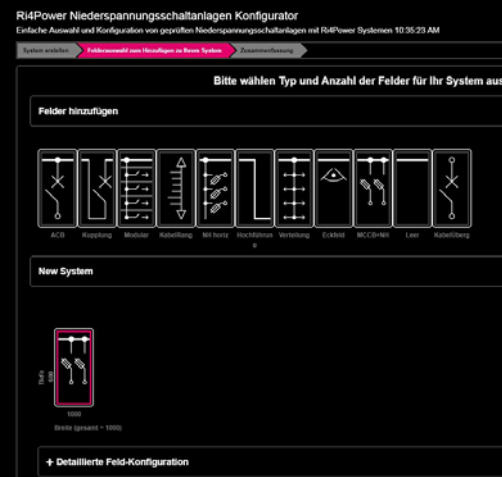 Ri4Power Niederspannungsschaltanlagen Konfigurator
Einfache Auswahl und Konfiguration von geprüften Niederspannungsschaltanlagen mit Ri4Power Systemen 10:35:23 AM
System erstellen
Felderauswahl zum Hinzufügen zu Ihrem System
Zusammenfassung
Bitte wählen Typ und Anzahl der Felder für Ihr System aus
Felder hinzufügen
ACB Kupplung Modular KabelRang NH horiz Hochführung Verteilung Eckfeld MCCB+NH Leer KabelÜberg
New System
Tiefe
600
1000
Breite (gesamt = 1000)
+ Detaillierte Feld-Konfiguration